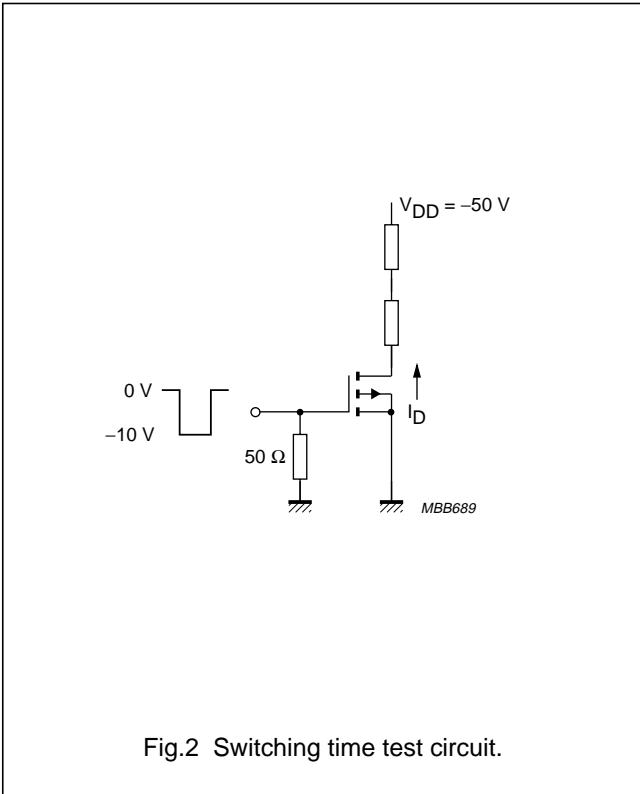 V_DD = −50 V
0 V
−10 V
I_D
50 Ω
MBB689
Fig.2 Switching time test circuit.